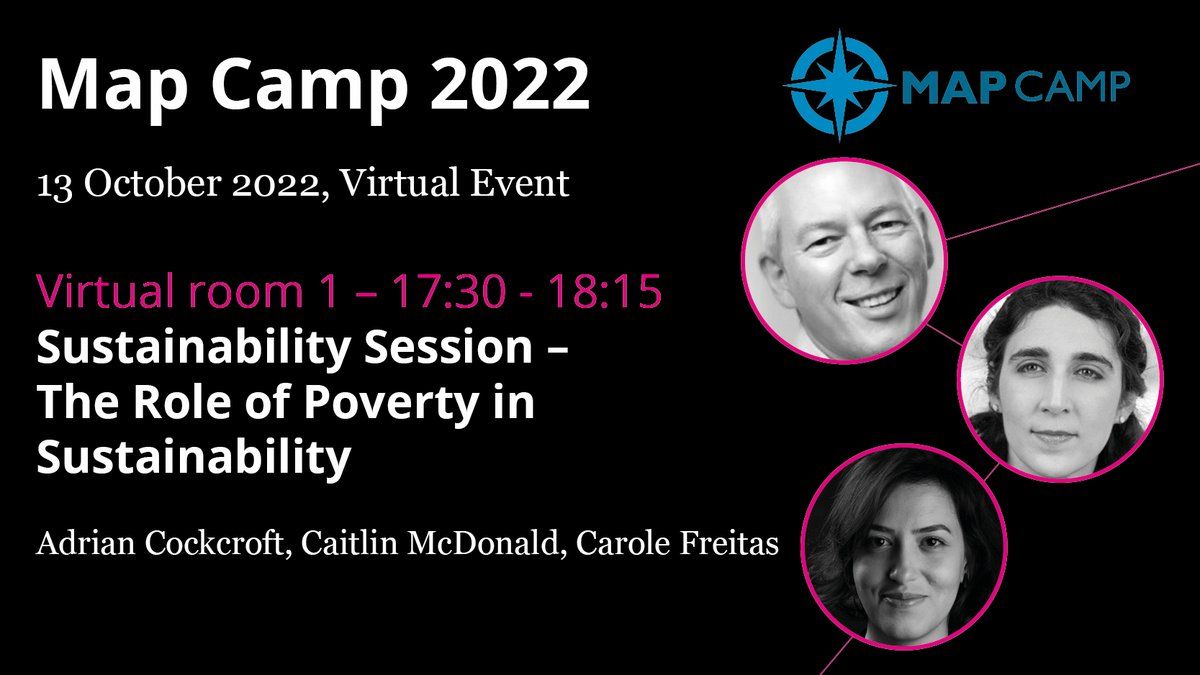 Map Camp 2022
MAP CAMP
13 October 2022, Virtual Event
Virtual room 1 – 17:30 - 18:15
Sustainability Session –
The Role of Poverty in
Sustainability
Adrian Cockcroft, Caitlin McDonald, Carole Freitas